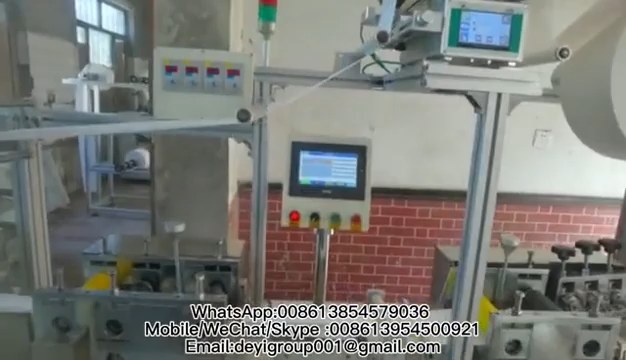 WhatsApp:008613854579036
Mobile/WeChat/Skype :008613954500921
Email:deyigroup001@gmail.com